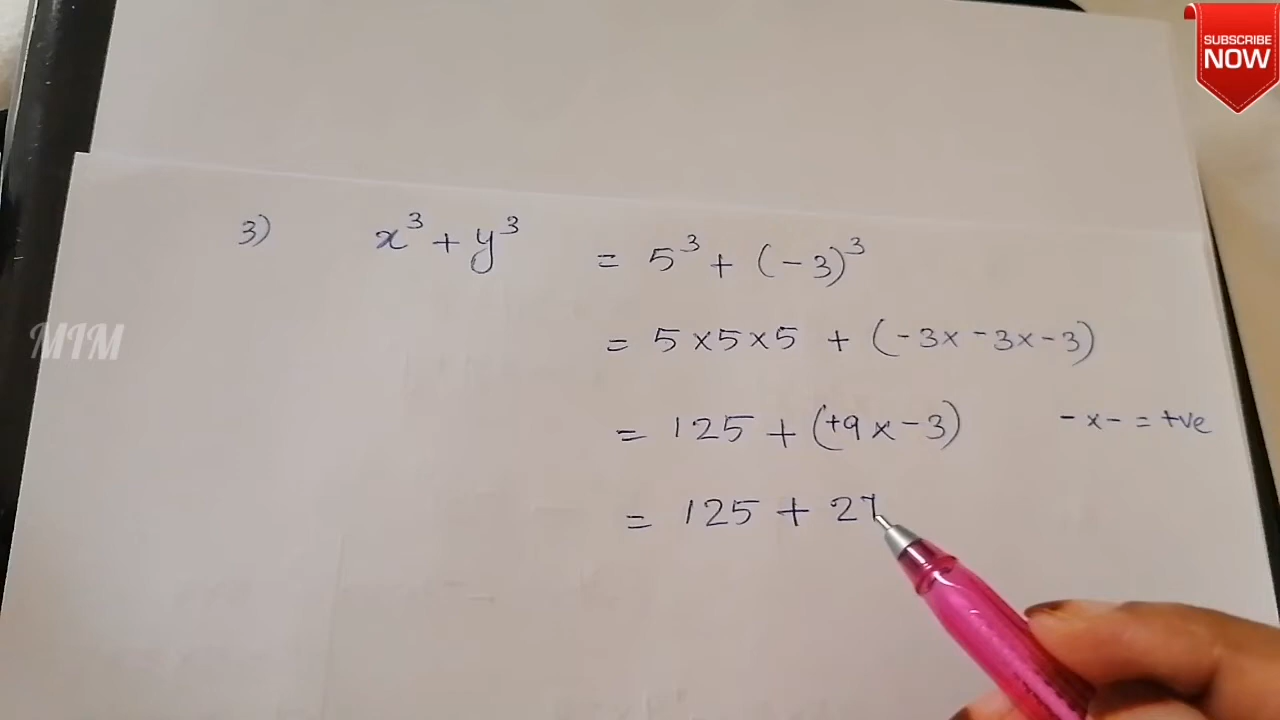 SUBSCRIBE
NOW
3) x³ + y³ = 5³ + (-3)³
= 5×5×5 + (-3× -3× -3)
MIM
= 125 + (+9× -3) -×- = +ve
= 125 + 27